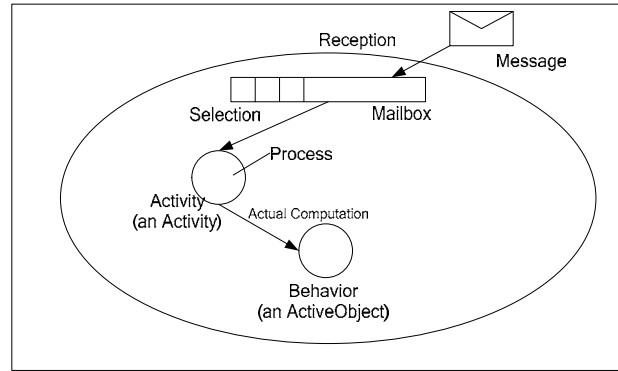 Reception
Message
Selection
Mailbox
Process
Activity
(an Activity)
Actual Computation
Behavior
(an ActiveObject)